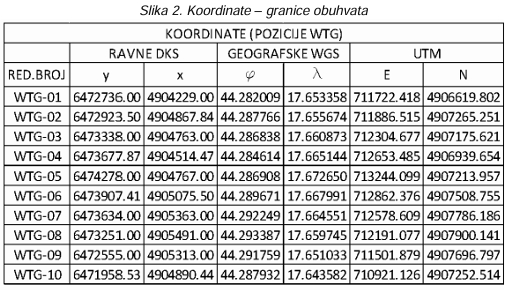 Slika 2. Koordinate – granice obuhvata
KOORDINATE (POZICIJE WTG)
RAVNE DKS GEOGRAFSKE WGS UTM
RED.BROJ y x φ λ E N
WTG-01 6472736.00 4904229.00 44.282009 17.653358 711722.418 4906619.802
WTG-02 6472923.50 4904867.84 44.287766 17.655674 711886.515 4907265.251
WTG-03 6473338.00 4904763.00 44.286838 17.660873 712304.677 4907175.621
WTG-04 6473677.87 4904514.47 44.284614 17.665144 712653.485 4906939.654
WTG-05 6474278.00 4904767.00 44.286908 17.672650 713244.099 4907213.957
WTG-06 6473907.41 4905075.50 44.289671 17.667991 712862.376 4907508.755
WTG-07 6473634.00 4905363.00 44.292249 17.664551 712578.609 4907786.186
WTG-08 6473251.00 4905491.00 44.293387 17.659745 712191.077 4907900.141
WTG-09 6472555.00 4905313.00 44.291759 17.651033 711501.879 4907696.797
WTG-10 6471958.53 4904890.44 44.287932 17.643582 710921.126 4907252.514